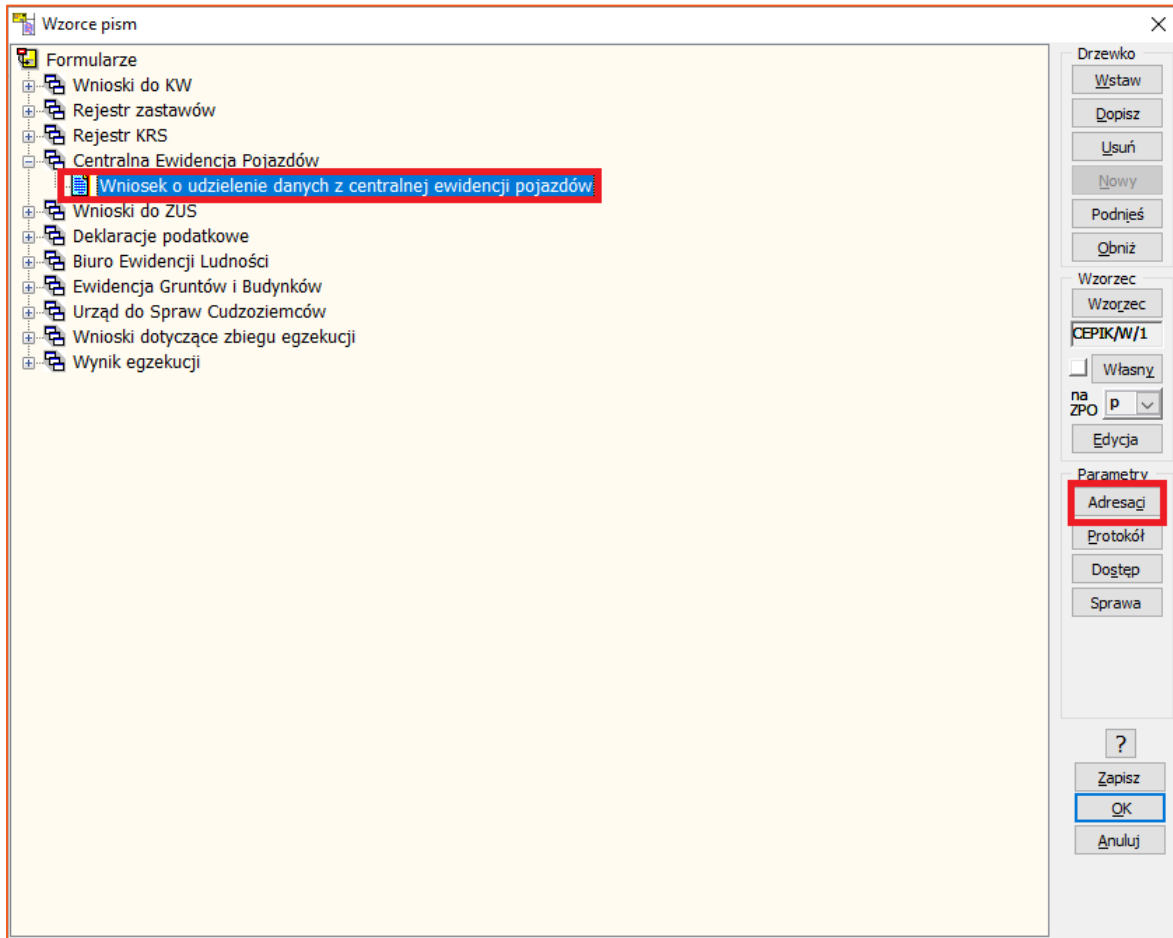 Wzorce pism
Formularze
Wnioski do KW
Rejestr zastawów
Rejestr KRS
Centralna Ewidencja Pojazdów
Wniosek o udzielenie danych z centralnej ewidencji pojazdów
Wnioski do ZUS
Deklaracje podatkowe
Biuro Ewidencji Ludności
Ewidencja Gruntów i Budynków
Urząd do Spraw Cudzoziemców
Wnioski dotyczące zbiegu egzekucji
Wynik egzekucji
Drzewko
Wstaw
Dopisz
Usuń
Nowy
Podnieś
Obniż
Wzorzec
Wzorzec
CEPIK/W/1
Własny
na ZPO
p
Edycja
Parametry
Adresaci
Protokół
Dostęp
Sprawa
?
Zapisz
OK
Anuluj